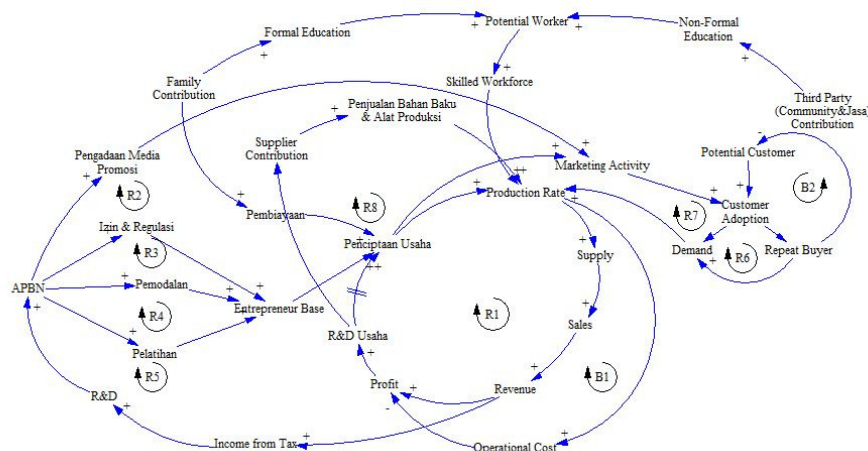 Formal Education
Potential Worker
Non-Formal
Education
Family
Contribution
Skilled Workforce
Third Party
(Community&Jasa)
Contribution
Penjualan Bahan Baku
& Alat Produksi
Supplier
Contribution
Pengadaan Media
Promosi
Marketing Activity
Potential Customer
R2
R8
Production Rate
B2
Pembiayaan
Customer
Adoption
Izin & Regulasi
R7
R3
Penciptaan Usaha
Demand
R6
Repeat Buyer
Supply
APBN
Pemodalan
Entrepreneur Base
R4
R1
R&D Usaha
Sales
Pelatihan
R5
B1
Profit
Revenue
R&D
Income from Tax
Operational Cost